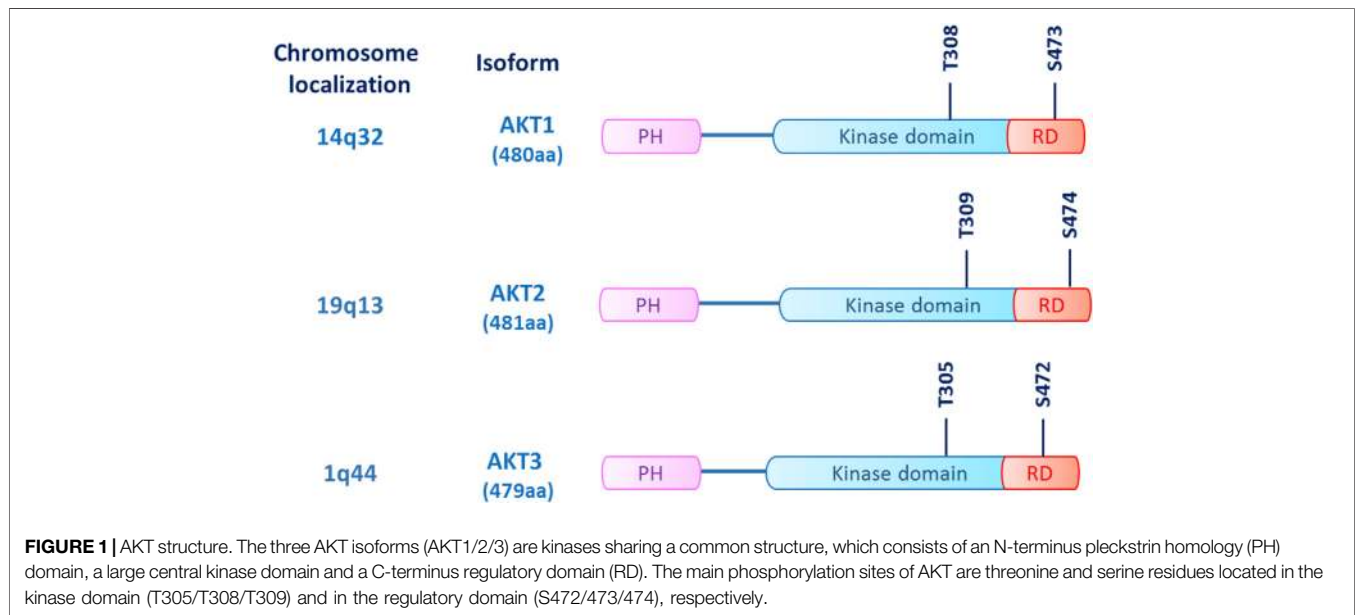 Chromosome
localization
Isoform
T308
S473
14q32
AKT1
(480aa)
PH
Kinase domain
RD
T309
S474
19q13
AKT2
(481aa)
PH
Kinase domain
RD
T305
S472
1q44
AKT3
(479aa)
PH
Kinase domain
RD
FIGURE 1 | AKT structure. The three AKT isoforms (AKT1/2/3) are kinases sharing a common structure, which consists of an N-terminus pleckstrin homology (PH)
domain, a large central kinase domain and a C-terminus regulatory domain (RD). The main phosphorylation sites of AKT are threonine and serine residues located in the
kinase domain (T305/T308/T309) and in the regulatory domain (S472/473/474), respectively.